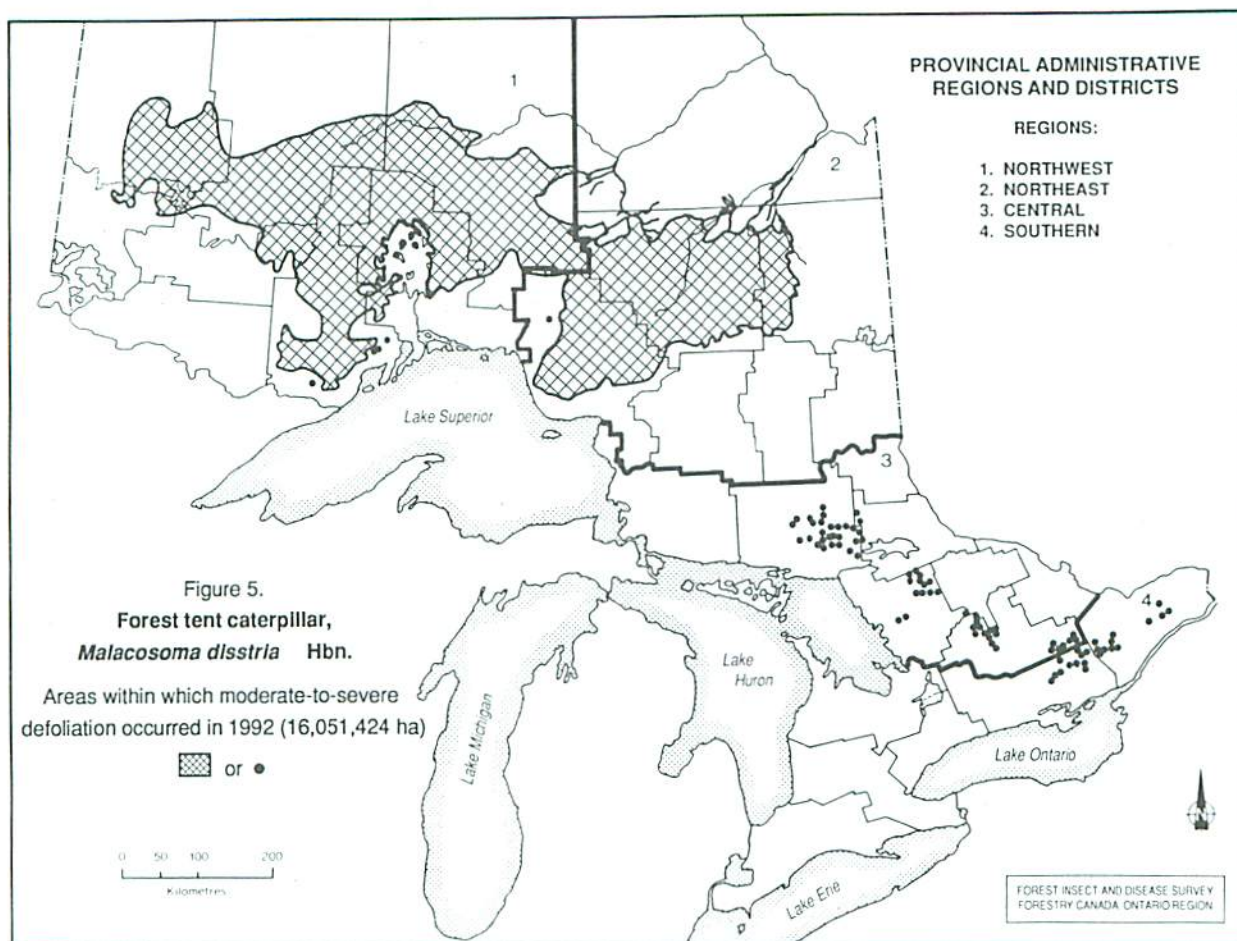 PROVINCIAL ADMINISTRATIVE
REGIONS AND DISTRICTS
REGIONS:
1. NORTHWEST
2. NORTHEAST
3. CENTRAL
4. SOUTHERN
1
2
3
4
Lake Superior
Lake Michigan
Lake
Huron
Lake Ontario
Lake Erie
Figure 5.
Forest tent caterpillar,
Malacosoma disstria Hbn.
Areas within which moderate-to-severe
defoliation occurred in 1992 (16,051,424 ha)
or
0 50 100 200
Kilometres
N
FOREST INSECT AND DISEASE SURVEY
FORESTRY CANADA, ONTARIO REGION